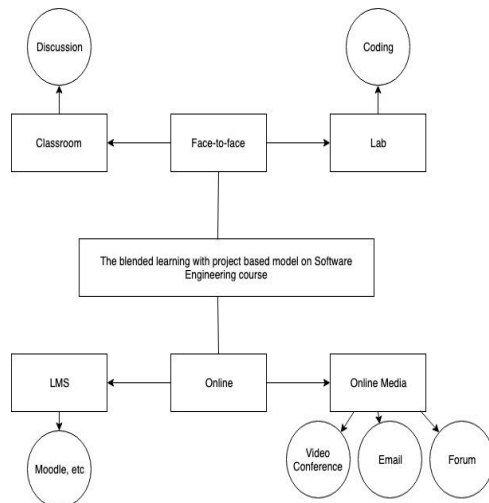 Discussion
Coding
Classroom
Face-to-face
Lab
The blended learning with project based model on Software
Engineering course
LMS
Online
Online Media
Moodle, etc
Video
Conference
Email
Forum